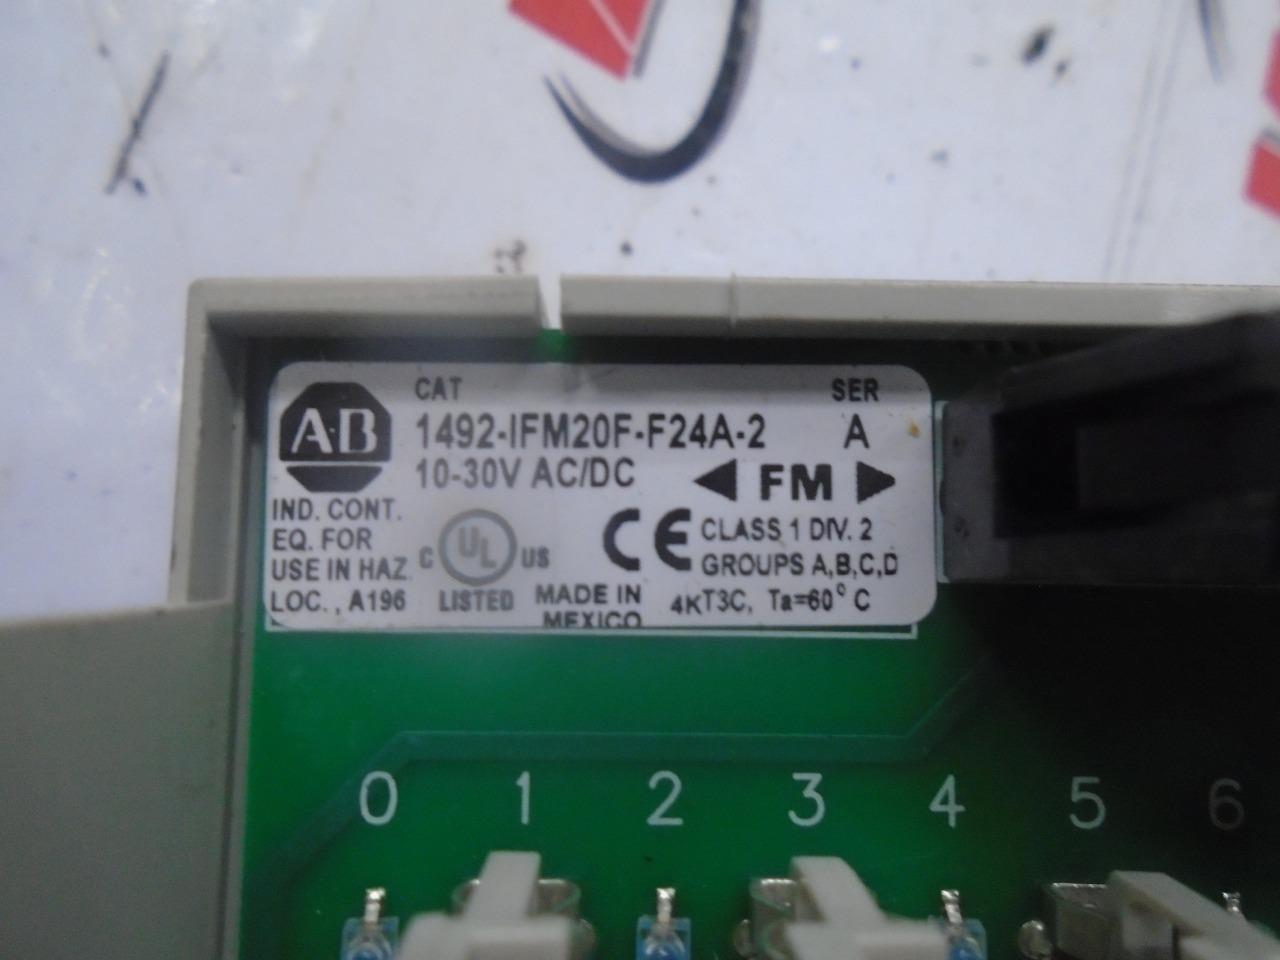 CAT SER
A-B 1492-IFM20F-F24A-2 A
10-30V AC/DC FM
IND. CONT.
EQ. FOR
USE IN HAZ.
LOC. , A196
C UL US
LISTED
CE
MADE IN
MEXICO
CLASS 1 DIV. 2
GROUPS A,B,C,D
4KT3C, Ta=60° C
0 1 2 3 4 5 6